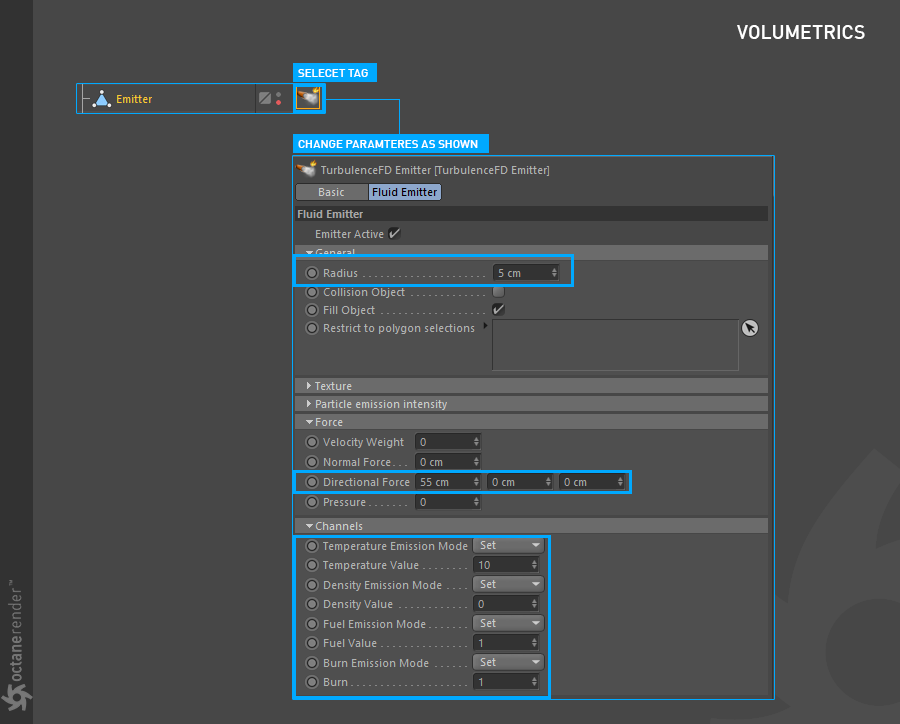 VOLUMETRICS
SELECET TAG
Emitter
CHANGE PARAMTERES AS SHOWN
TurbulenceFD Emitter [TurbulenceFD Emitter]
Basic Fluid Emitter
Fluid Emitter
Emitter Active
General
Radius 5 cm
Collision Object
Fill Object
Restrict to polygon selections
Texture
Particle emission intensity
Force
Velocity Weight 0
Normal Force 0 cm
Directional Force 55 cm 0 cm 0 cm
Pressure 0
Channels
Temperature Emission Mode Set
Temperature Value 10
Density Emission Mode Set
Density Value 0
Fuel Emission Mode Set
Fuel Value 1
Burn Emission Mode Set
Burn 1
octanerender™